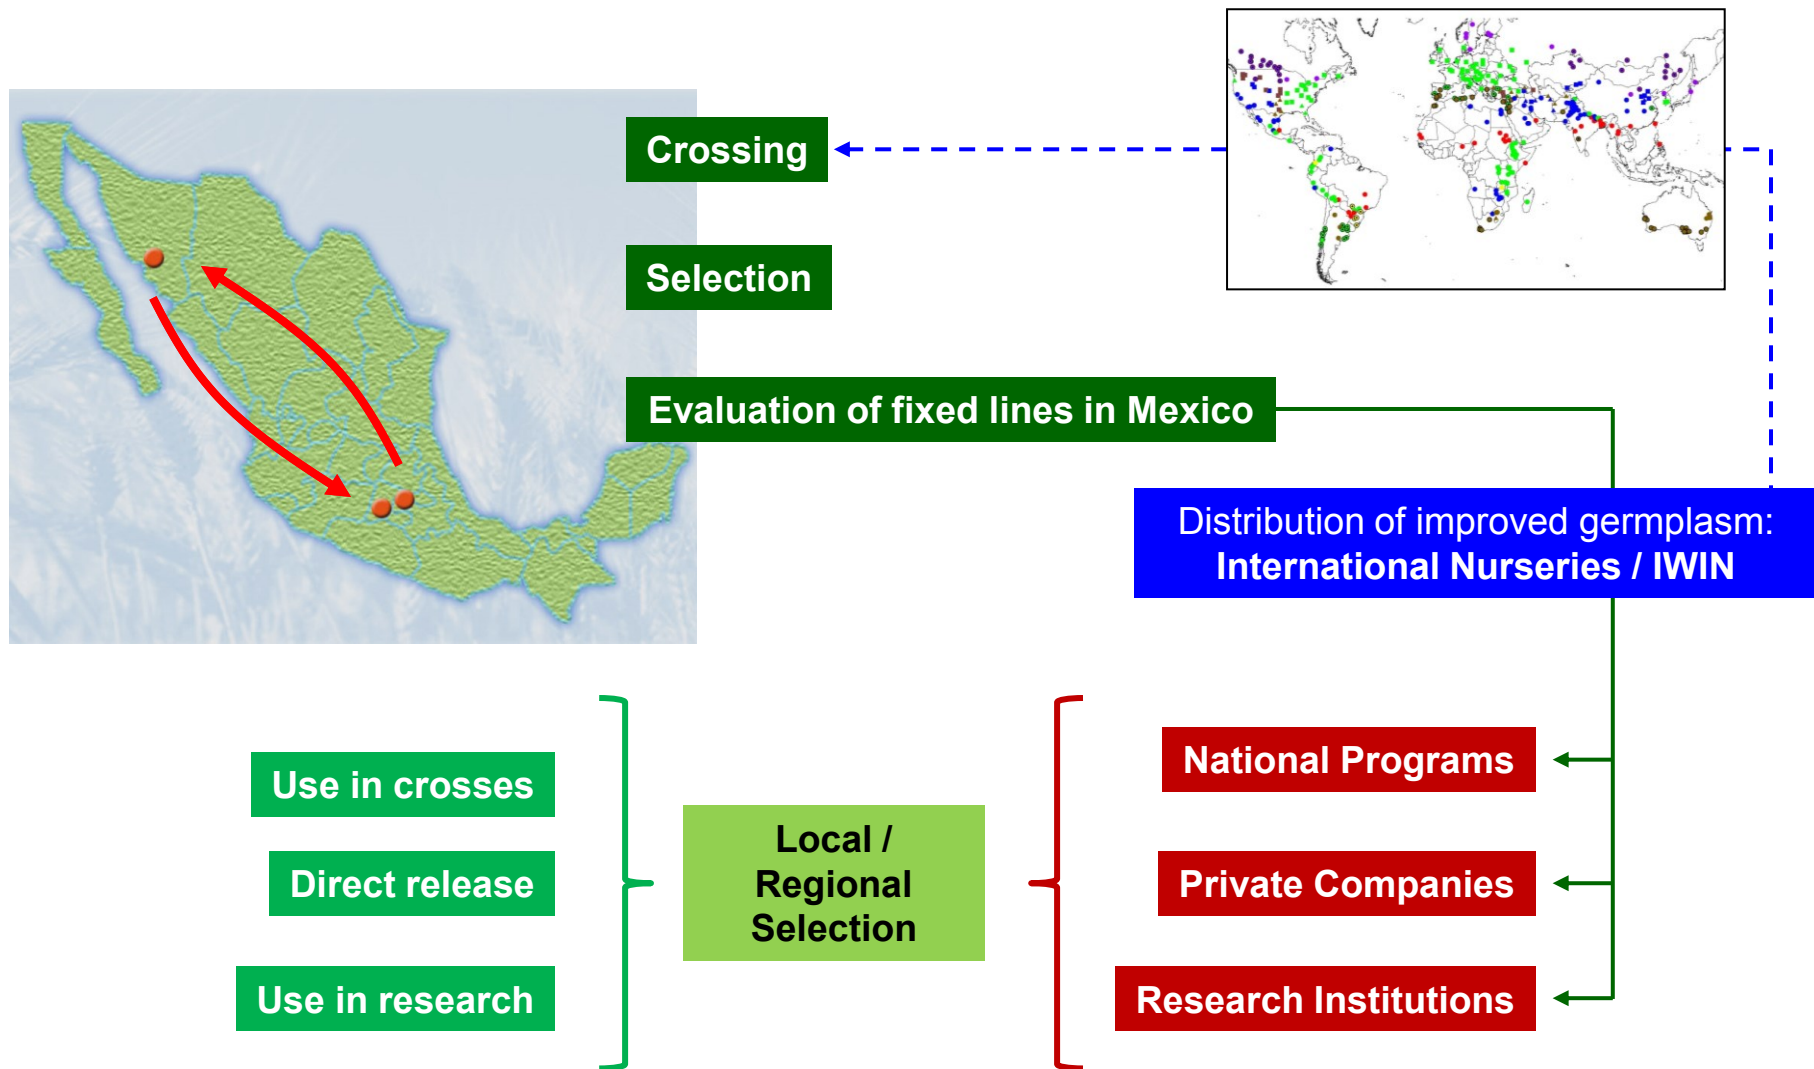 Crossing
Selection
Evaluation of fixed lines in Mexico
Distribution of improved germplasm:
International Nurseries / IWIN
National Programs
Private Companies
Research Institutions
Local /
Regional
Selection
Use in crosses
Direct release
Use in research